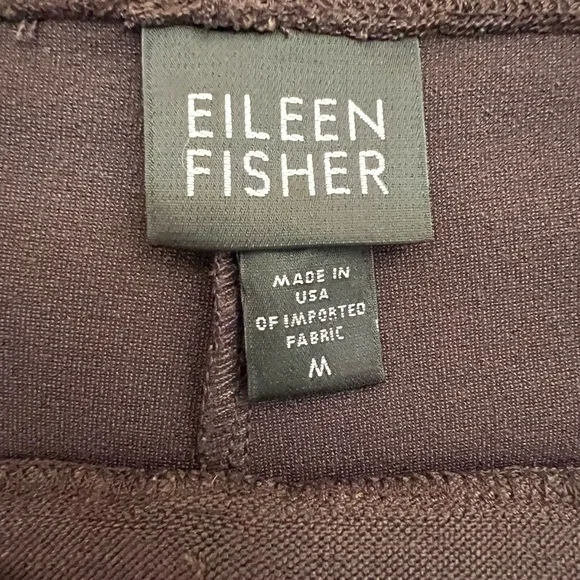 EILEEN
FISHER
MADE IN
USA
OF IMPORTED
FABRIC
M